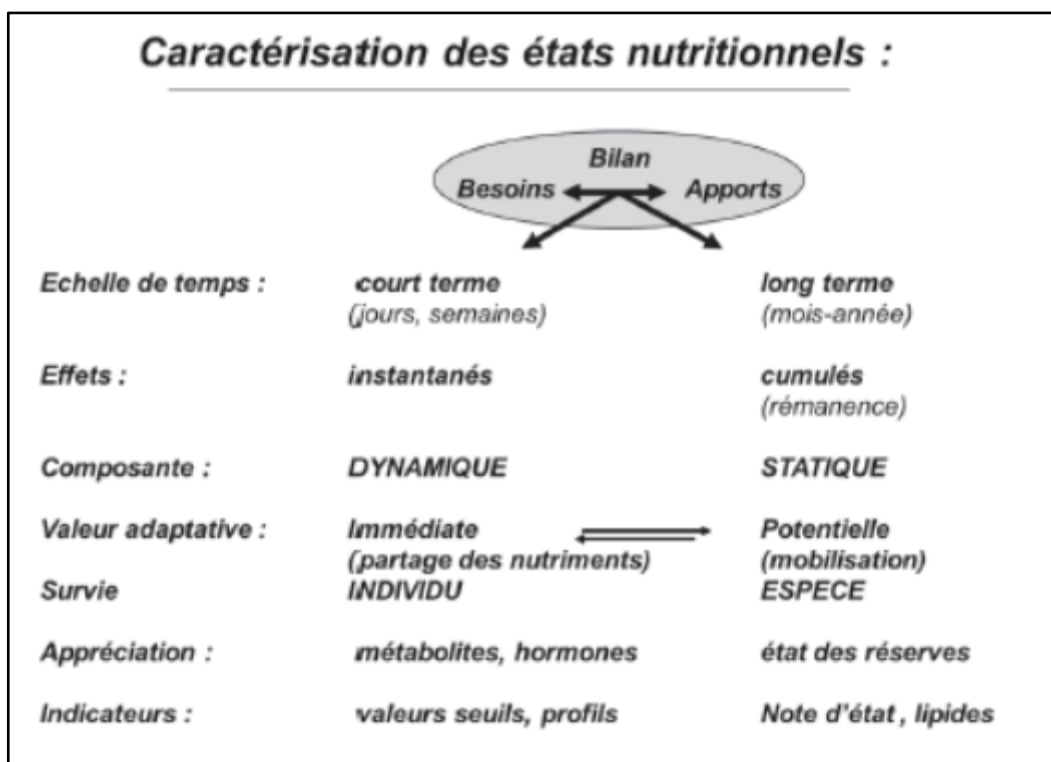 Caractérisation des états nutritionnels :
Bilan
Besoins Apports
Echelle de temps : court terme long terme
(jours, semaines) (mois-année)
Effets : instantanés cumulés
(rémanence)
Composante : DYNAMIQUE STATIQUE
Valeur adaptative : Immédiate Potentielle
(partage des nutriments) (mobilisation)
Survie INDIVIDU ESPECE
Appréciation : métabolites, hormones état des réserves
Indicateurs : valeurs seuils, profils Note d'état , lipides